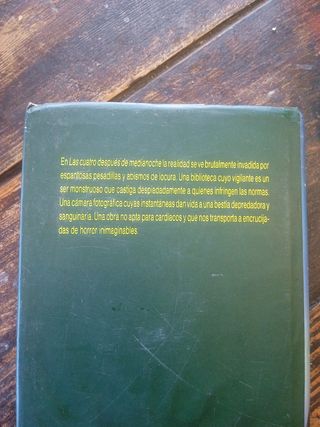 En Las cuatro después de medianoche la realidad se ve brutalmente invadida por
espantosas pesadillas y abismos de locura. Una biblioteca cuyo vigilante es un
ser monstruoso que castiga despiadadamente a quienes infringen las normas.
Una cámara fotográfica cuyas instantáneas dan vida a una bestia depredadora y
sanguinaria. Una obra no apta para cardíacos y que nos transporta a encrucija-
das de horror inimaginables.